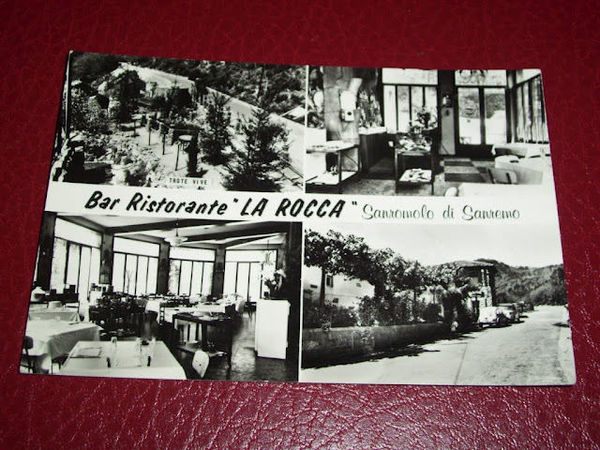 TROTE VIVE
Bar Ristorante "LA ROCCA" Sanromolo di Sanremo